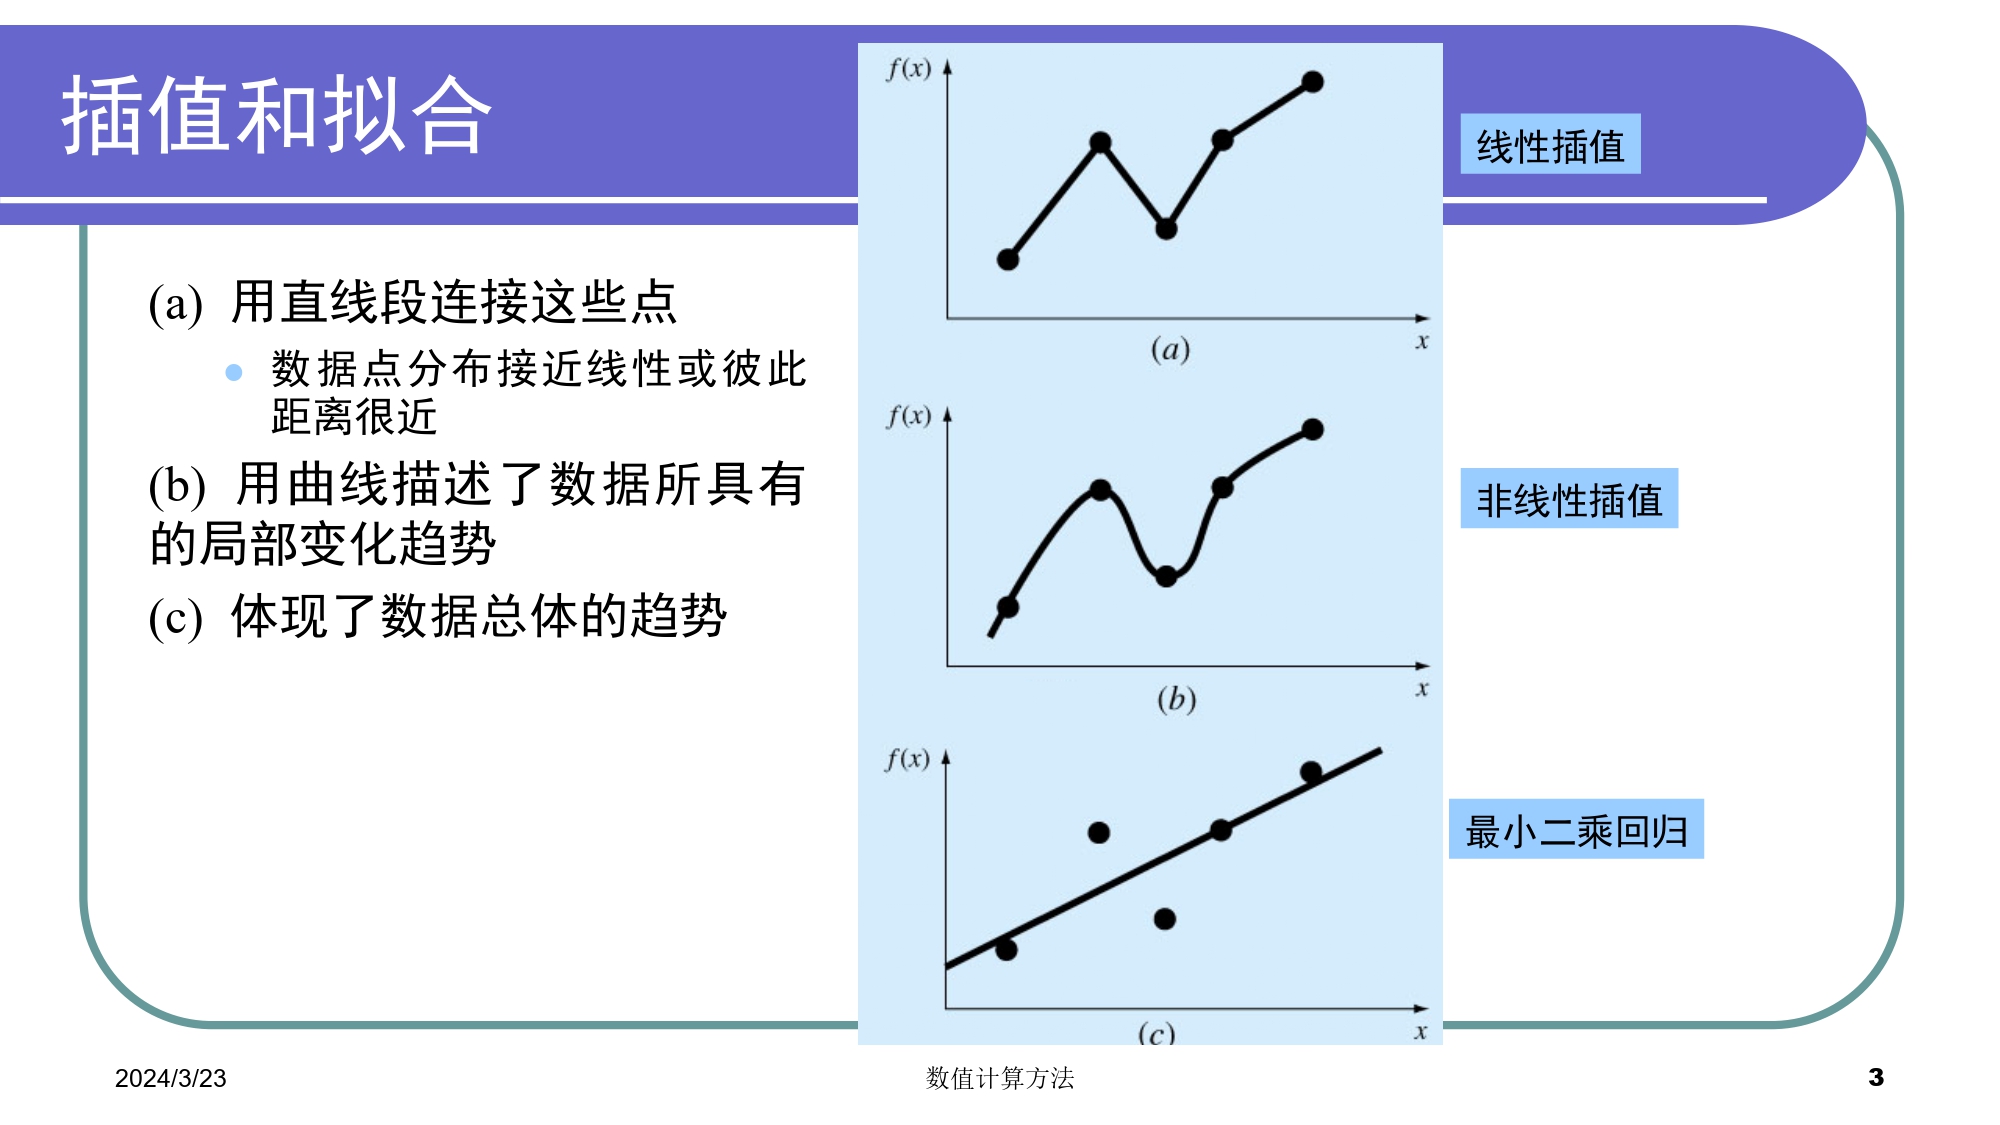 插值和拟合
(a) 用直线段连接这些点
数据点分布接近线性或彼此
距离很近
(b) 用曲线描述了数据所具有
的局部变化趋势
(c) 体现了数据总体的趋势
f(x)
x
(a)
线性插值
f(x)
x
(b)
非线性插值
f(x)
x
(c)
最小二乘回归
2024/3/23
数值计算方法
3